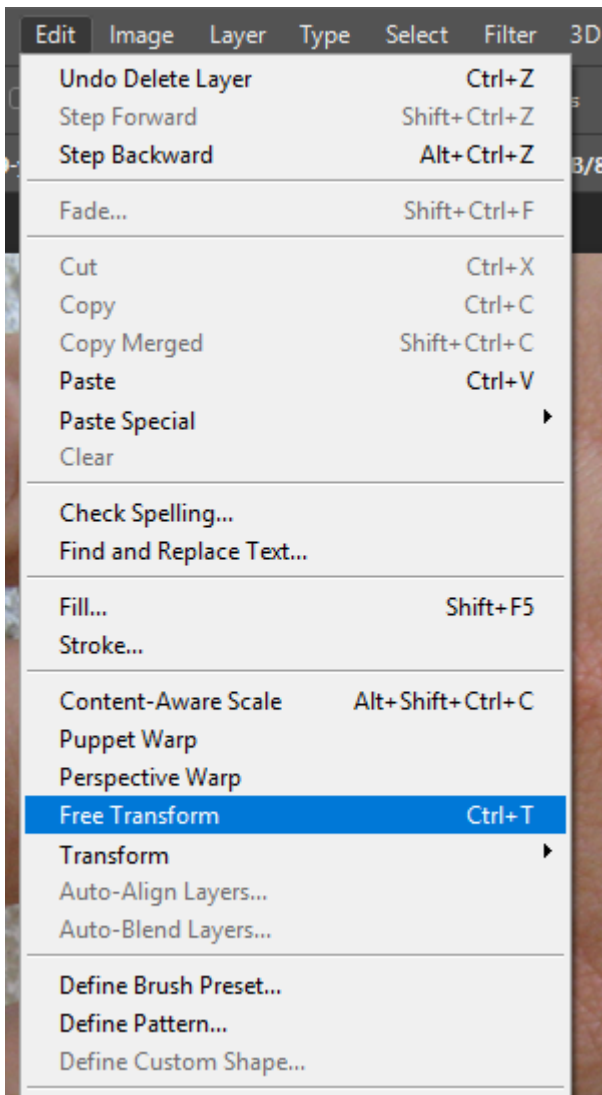 Edit Image Layer Type Select Filter 3D
Undo Delete Layer Ctrl+Z
Step Forward Shift+Ctrl+Z
Step Backward Alt+Ctrl+Z
Fade... Shift+Ctrl+F
Cut Ctrl+X
Copy Ctrl+C
Copy Merged Shift+Ctrl+C
Paste Ctrl+V
Paste Special
Clear
Check Spelling...
Find and Replace Text...
Fill... Shift+F5
Stroke...
Content-Aware Scale Alt+Shift+Ctrl+C
Puppet Warp
Perspective Warp
Free Transform Ctrl+T
Transform
Auto-Align Layers...
Auto-Blend Layers...
Define Brush Preset...
Define Pattern...
Define Custom Shape...